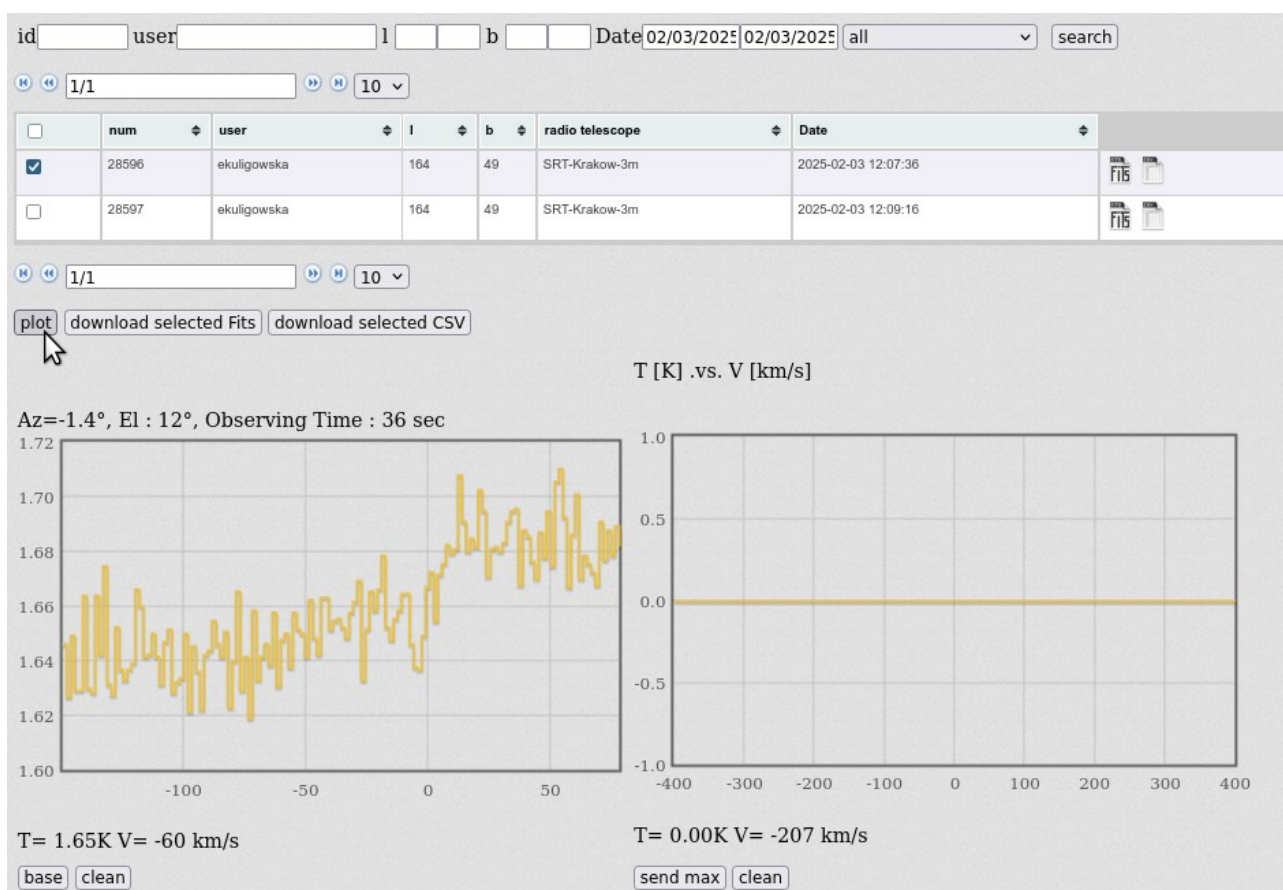 id user l b Date 02/03/2025 02/03/2025 all search
1/1 10
num user l b radio telescope Date
28596 ekuligowska 164 49 SRT-Krakow-3m 2025-02-03 12:07:36 FITS
28597 ekuligowska 164 49 SRT-Krakow-3m 2025-02-03 12:09:16 FITS
1/1 10
plot download selected Fits download selected CSV
T [K] .vs. V [km/s]
Az=-1.4°, El : 12°, Observing Time : 36 sec
1.72
1.70
1.68
1.66
1.64
1.62
1.60
-100 -50 0 50
1.0
0.5
0.0
-0.5
-1.0
-400 -300 -200 -100 0 100 200 300 400
T= 1.65K V= -60 km/s
T= 0.00K V= -207 km/s
base clean
send max clean